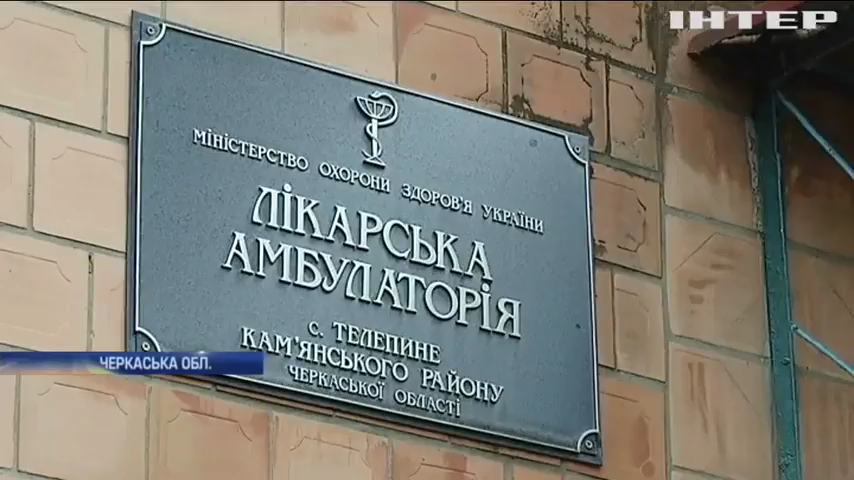 ІНТЕР
МІНІСТЕРСТВО ОХОРОНИ ЗДОРОВ'Я УКРАЇНИ
ЛІКАРСЬКА
АМБУЛАТОРІЯ
с. ТЕЛЕПИНЕ
КАМ'ЯНСЬКОГО РАЙОНУ
ЧЕРКАСЬКОЇ ОБЛАСТІ
ЧЕРКАСЬКА ОБЛ.